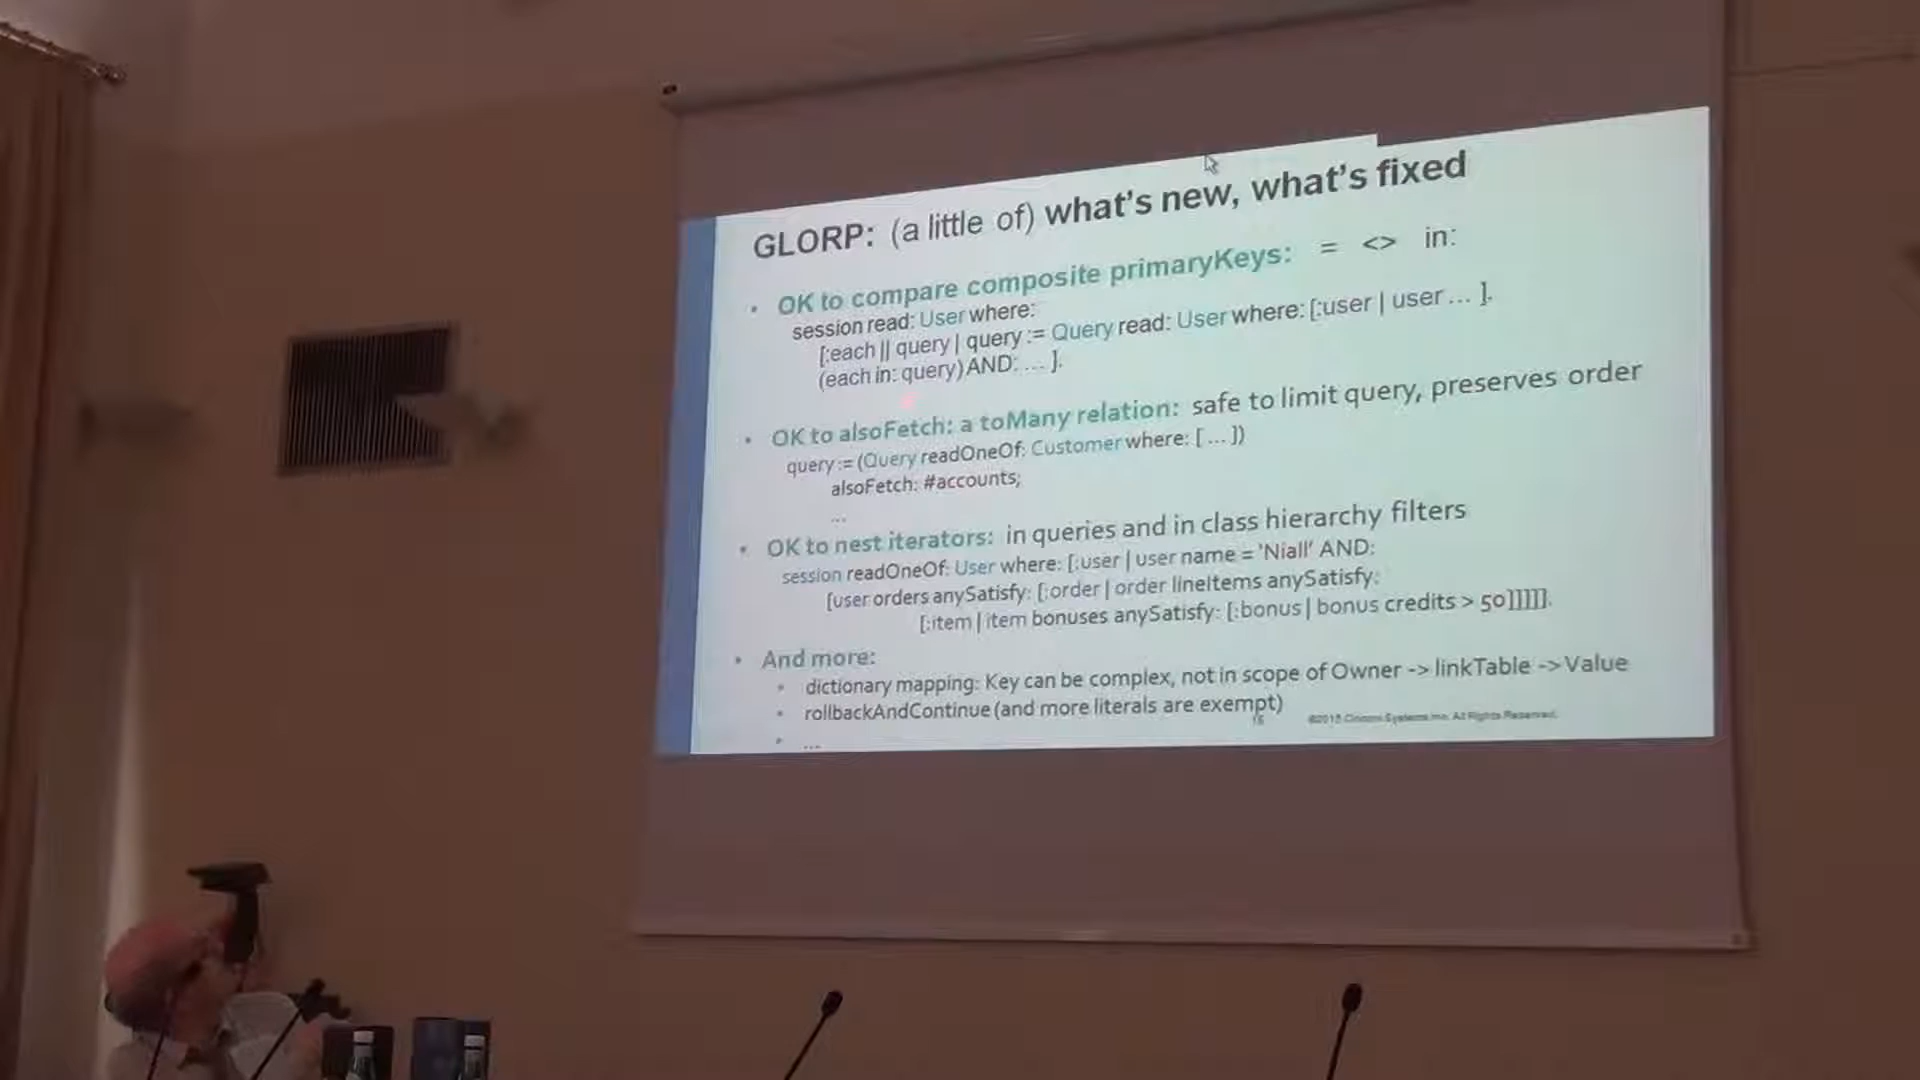 GLORP: (a little of) what's new, what's fixed
• OK to compare composite primaryKeys: = <> in:
session read: User where:
[:each || query | query := Query read: User where: [:user | user ... ].
(each in: query) AND: ... ].
• OK to alsoFetch: a toMany relation: safe to limit query, preserves order
query := (Query readOneOf: Customer where: [ ... ])
alsoFetch: #accounts;
...
• OK to nest iterators: in queries and in class hierarchy filters
session readOneOf: User where: [:user | user name = 'Niall' AND:
[user orders anySatisfy: [:order | order lineItems anySatisfy:
[:item | item bonuses anySatisfy: [:bonus | bonus credits > 50]]]]].
• And more:
• dictionary mapping: Key can be complex, not in scope of Owner -> linkTable -> Value
• rollbackAndContinue (and more literals are exempt)
• ...
Systems Inc. All Rights Reserved.